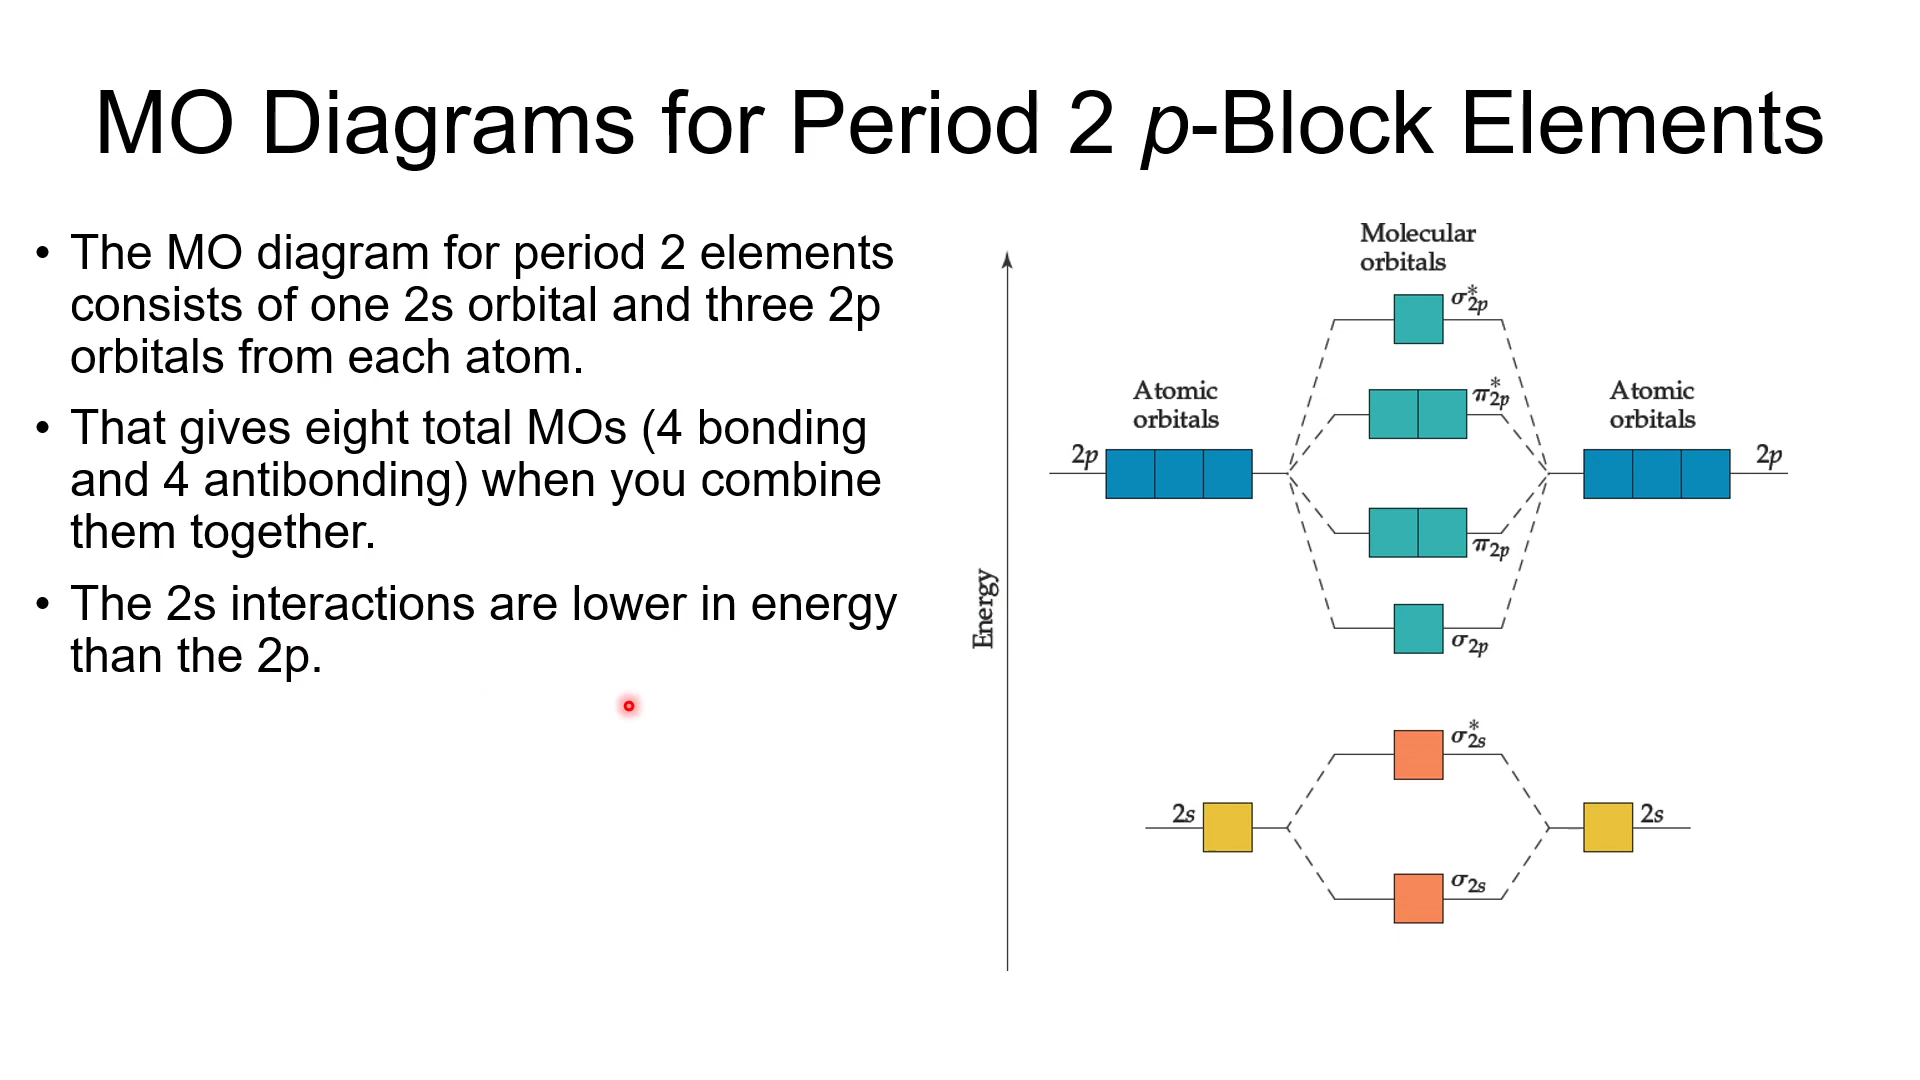 MO Diagrams for Period 2 p-Block Elements
• The MO diagram for period 2 elements
consists of one 2s orbital and three 2p
orbitals from each atom.
• That gives eight total MOs (4 bonding
and 4 antibonding) when you combine
them together.
• The 2s interactions are lower in energy
than the 2p.
Energy
Molecular
orbitals
σ*2p
π*2p
Atomic
orbitals
2p
Atomic
orbitals
2p
π2p
σ2p
σ*2s
2s
2s
σ2s